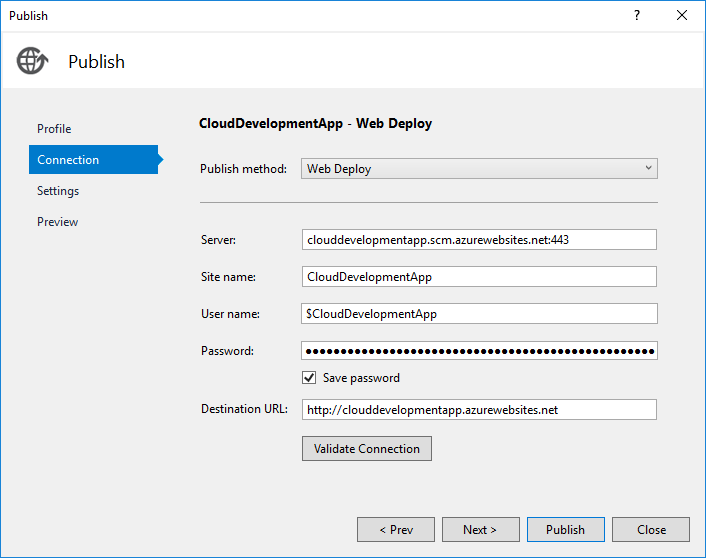 Publish
?
Publish
Profile
Connection
Settings
Preview
CloudDevelopmentApp - Web Deploy
Publish method: Web Deploy
Server: clouddevelopmentapp.scm.azurewebsites.net:443
Site name: CloudDevelopmentApp
User name: $CloudDevelopmentApp
Password:
Save password
Destination URL: http://clouddevelopmentapp.azurewebsites.net
Validate Connection
< Prev Next > Publish Close